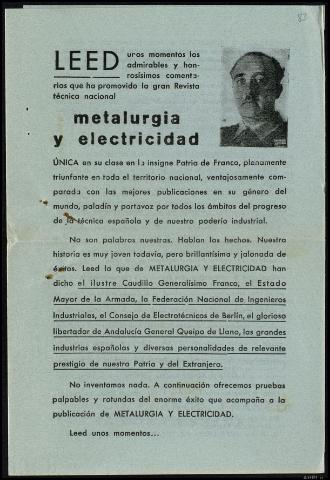 83
LEED unos momentos los
admirables y hon-
rosísimos comenta-
rios que ha promovido la gran Revista
técnica nacional
metalurgia
y electricidad
ÚNICA en su clase en la insigne Patria de Franco, plenamente
triunfante en todo el territorio nacional, ventajosamente com-
parada con las mejores publicaciones en su género del
mundo, paladín y portavoz por todos los ámbitos del progreso
de la técnica española y de nuestro poderío industrial.
No son palabras nuestras. Hablan los hechos. Nuestra
historia es muy joven todavía, pero brillantísima y jalonada de
éxitos. Leed lo que de METALURGIA Y ELECTRICIDAD han
dicho el ilustre Caudillo Generalísimo Franco, el Estado
Mayor de la Armada, la Federación Nacional de Ingenieros
Industriales, el Consejo de Electrotécnicos de Berlín, el glorioso
libertador de Andalucía General Queipo de Llano, las grandes
industrias españolas y diversas personalidades de relevante
prestigio de nuestra Patria y del Extranjero.
No inventamos nada. A continuación ofrecemos pruebas
palpables y rotundas del enorme éxito que acompaña a la
publicación de METALURGIA Y ELECTRICIDAD.
Leed unos momentos...